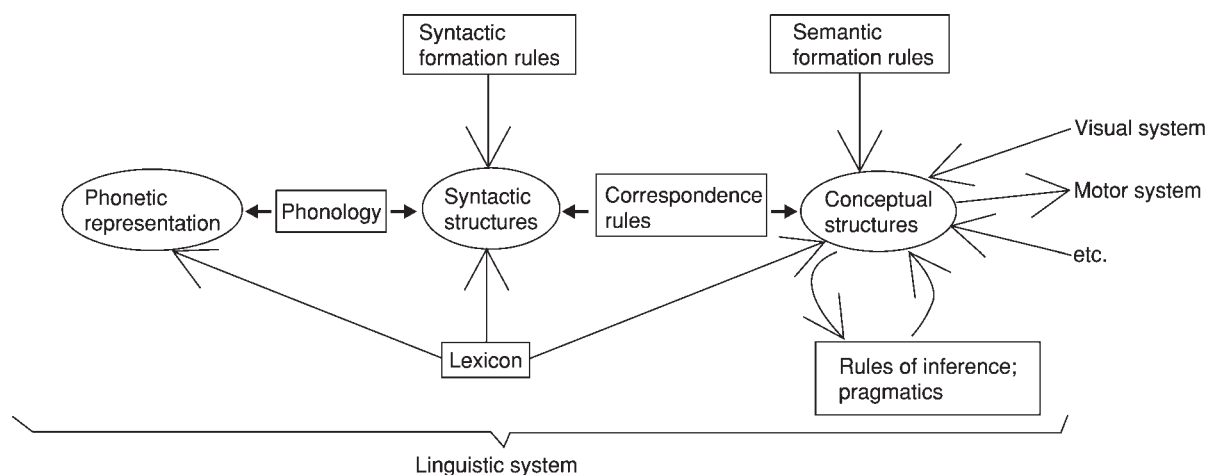 Syntactic
formation rules
Semantic
formation rules
Visual system
Phonetic
representation
Phonology
Syntactic
structures
Correspondence
rules
Conceptual
structures
Motor system
etc.
Lexicon
Rules of inference;
pragmatics
Linguistic system